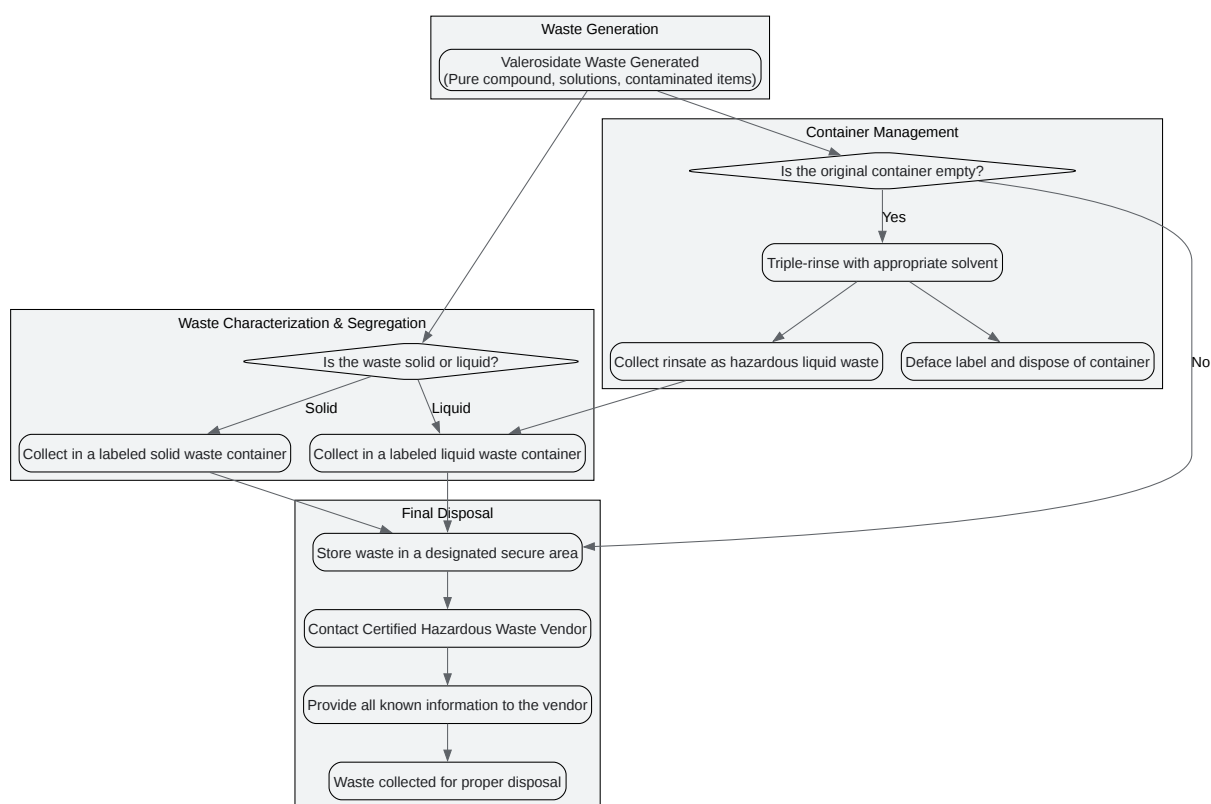 Waste Generation
Valerosidate Waste Generated
(Pure compound, solutions, contaminated items)
Container Management
Is the original container empty?
Yes
Triple-rinse with appropriate solvent
Waste Characterization & Segregation
Is the waste solid or liquid?
Collect rinsate as hazardous liquid waste
Deface label and dispose of container
No
Solid
Liquid
Collect in a labeled solid waste container
Collect in a labeled liquid waste container
Final Disposal
Store waste in a designated secure area
Contact Certified Hazardous Waste Vendor
Provide all known information to the vendor
Waste collected for proper disposal